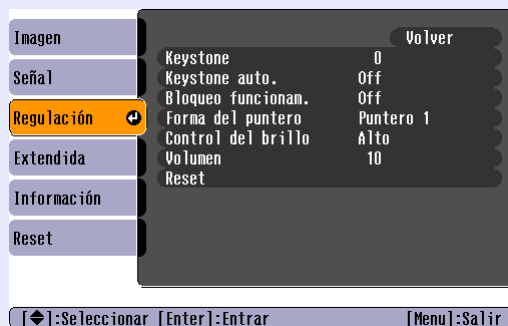 Imagen
Señal
Regulación
Extendida
Información
Reset
Volver
Keystone 0
Keystone auto. Off
Bloqueo funcionam. Off
Forma del puntero Puntero 1
Control del brillo Alto
Volumen 10
Reset
[◆]:Seleccionar [Enter]:Entrar [Menu]:Salir